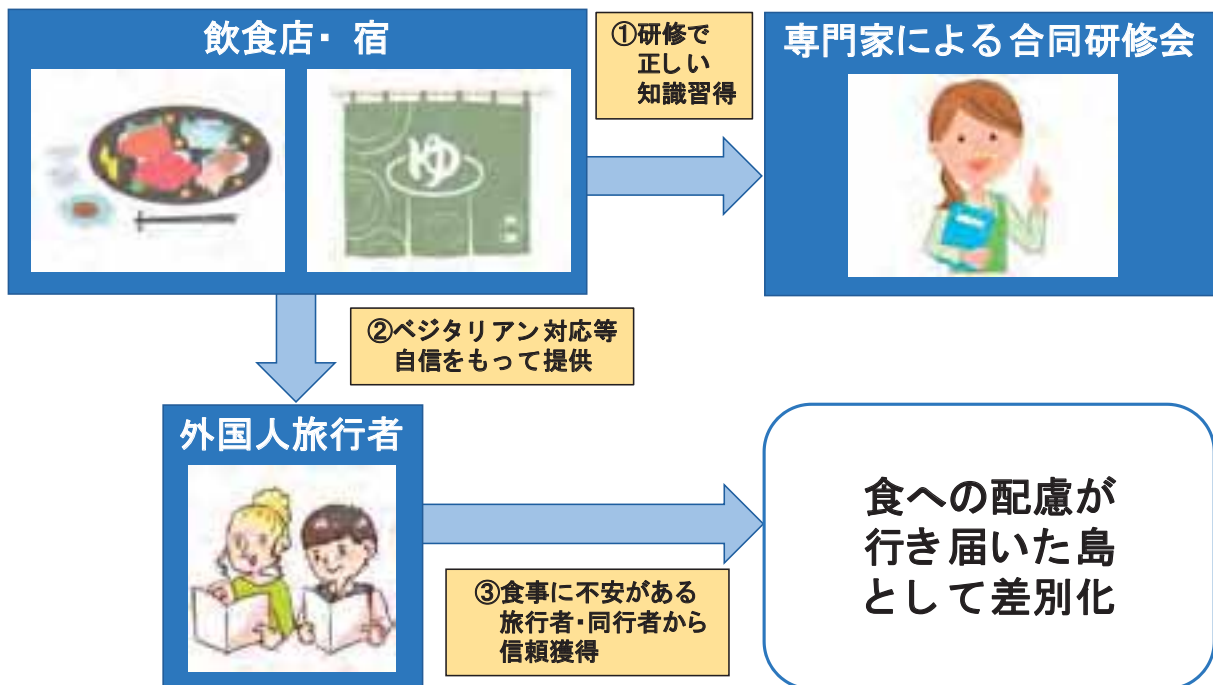 飲食店・宿
①研修で
正しい
知識習得
専門家による合同研修会
ゆ
②ベジタリアン対応等
自信をもって提供
外国人旅行者
③食事に不安がある
旅行者・同行者から
信頼獲得
食への配慮が
行き届いた島
として差別化